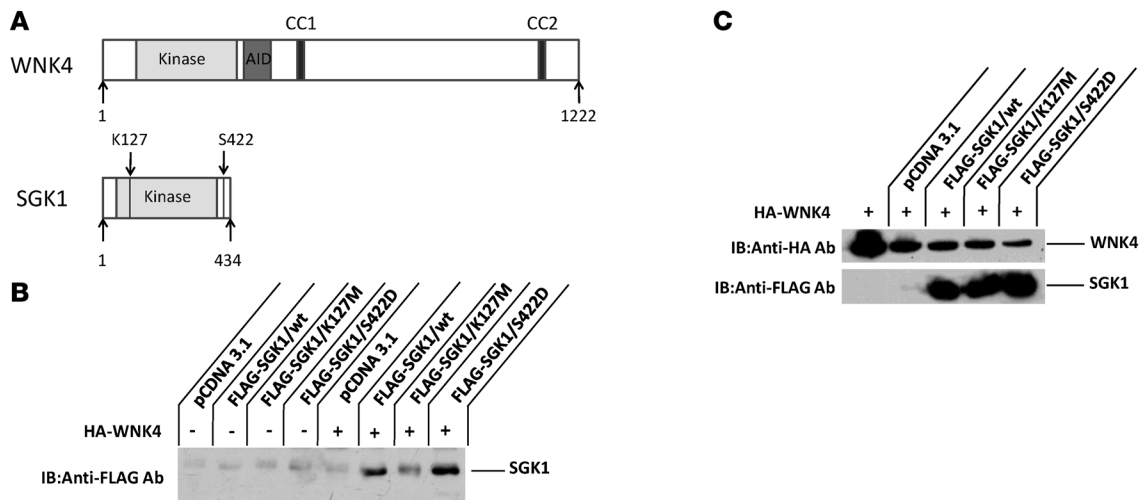 A
CC1 CC2
WNK4 Kinase AID
1 1222
K127 S422
SGK1 Kinase
1 434
B
pCDNA 3.1
FLAG-SGK1/wt
FLAG-SGK1/K127M
FLAG-SGK1/S422D
pCDNA 3.1
FLAG-SGK1/wt
FLAG-SGK1/K127M
FLAG-SGK1/S422D
HA-WNK4 - - - - + + + +
IB:Anti-FLAG Ab SGK1
C
pCDNA 3.1
FLAG-SGK1/wt
FLAG-SGK1/K127M
FLAG-SGK1/S422D
HA-WNK4 + + + + +
IB:Anti-HA Ab WNK4
IB:Anti-FLAG Ab SGK1